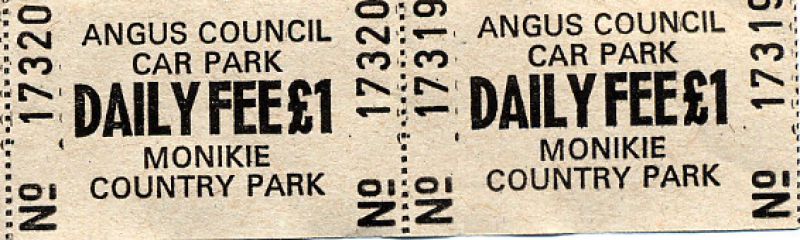 No 17320
ANGUS COUNCIL
CAR PARK
DAILY FEE £1
MONIKIE
COUNTRY PARK
No 17320
No 17319
ANGUS COUNCIL
CAR PARK
DAILY FEE £1
MONIKIE
COUNTRY PARK
No 17319